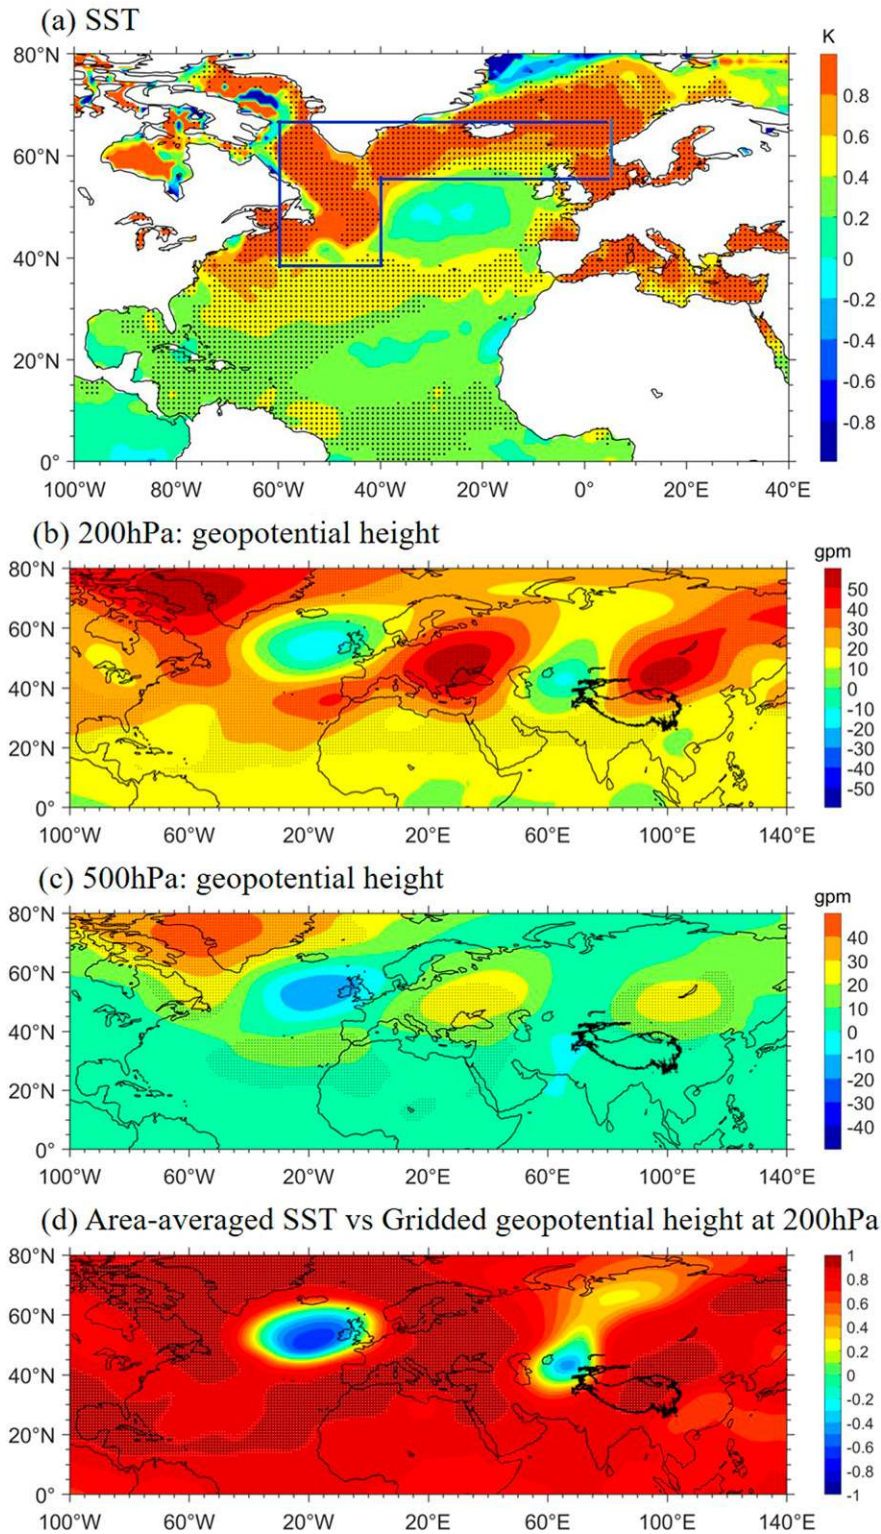 (a) SST
K
80°N
60°N
40°N
20°N
0°
0.8
0.6
0.4
0.2
0
-0.2
-0.4
-0.6
-0.8
100°W 80°W 60°W 40°W 20°W 0° 20°E 40°E
(b) 200hPa: geopotential height
gpm
80°N
60°N
40°N
20°N
0°
50
40
30
20
10
0
-10
-20
-30
-40
-50
100°W 60°W 20°W 20°E 60°E 100°E 140°E
(c) 500hPa: geopotential height
gpm
80°N
60°N
40°N
20°N
0°
40
30
20
10
0
-10
-20
-30
-40
100°W 60°W 20°W 20°E 60°E 100°E 140°E
(d) Area-averaged SST vs Gridded geopotential height at 200hPa
80°N
60°N
40°N
20°N
0°
1
0.8
0.6
0.4
0.2
0
-0.2
-0.4
-0.6
-0.8
-1
100°W 60°W 20°W 20°E 60°E 100°E 140°E